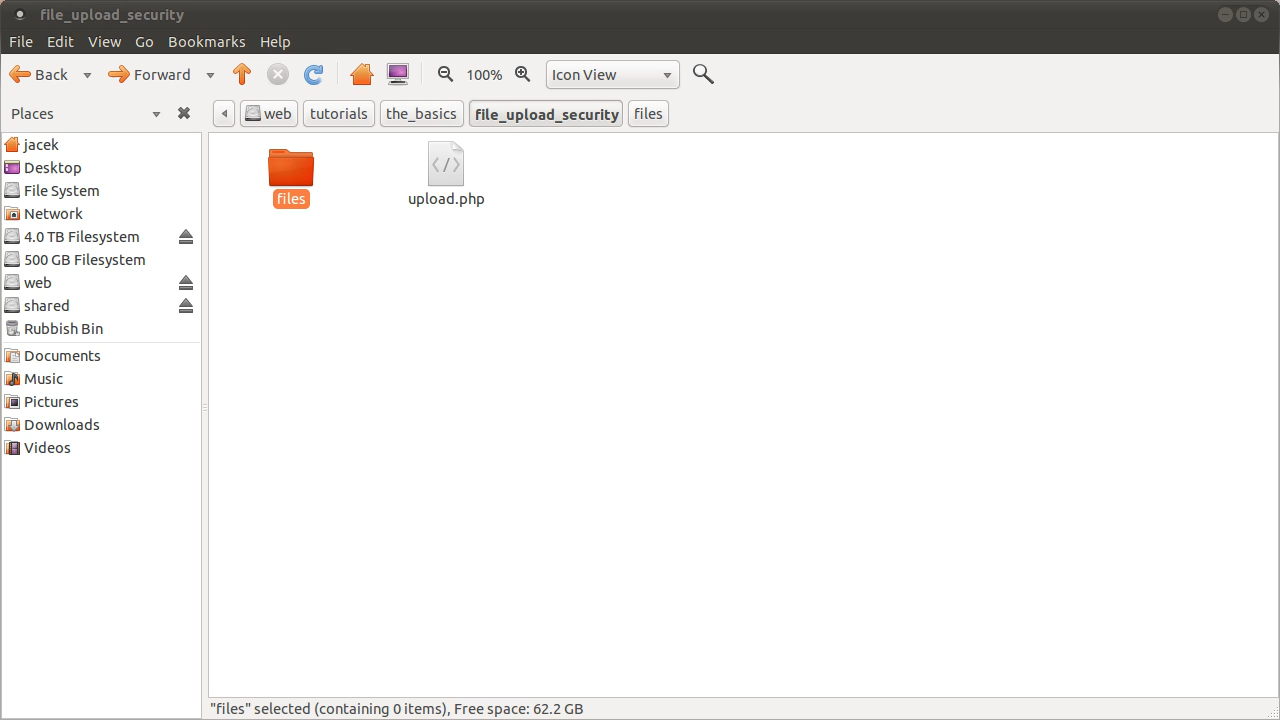 file_upload_security
File Edit View Go Bookmarks Help
Back Forward 100% Icon View
Places web tutorials the_basics file_upload_security files
jacek
Desktop
File System
Network
4.0 TB Filesystem
500 GB Filesystem
web
shared
Rubbish Bin
Documents
Music
Pictures
Downloads
Videos
files upload.php
"files" selected (containing 0 items), Free space: 62.2 GB